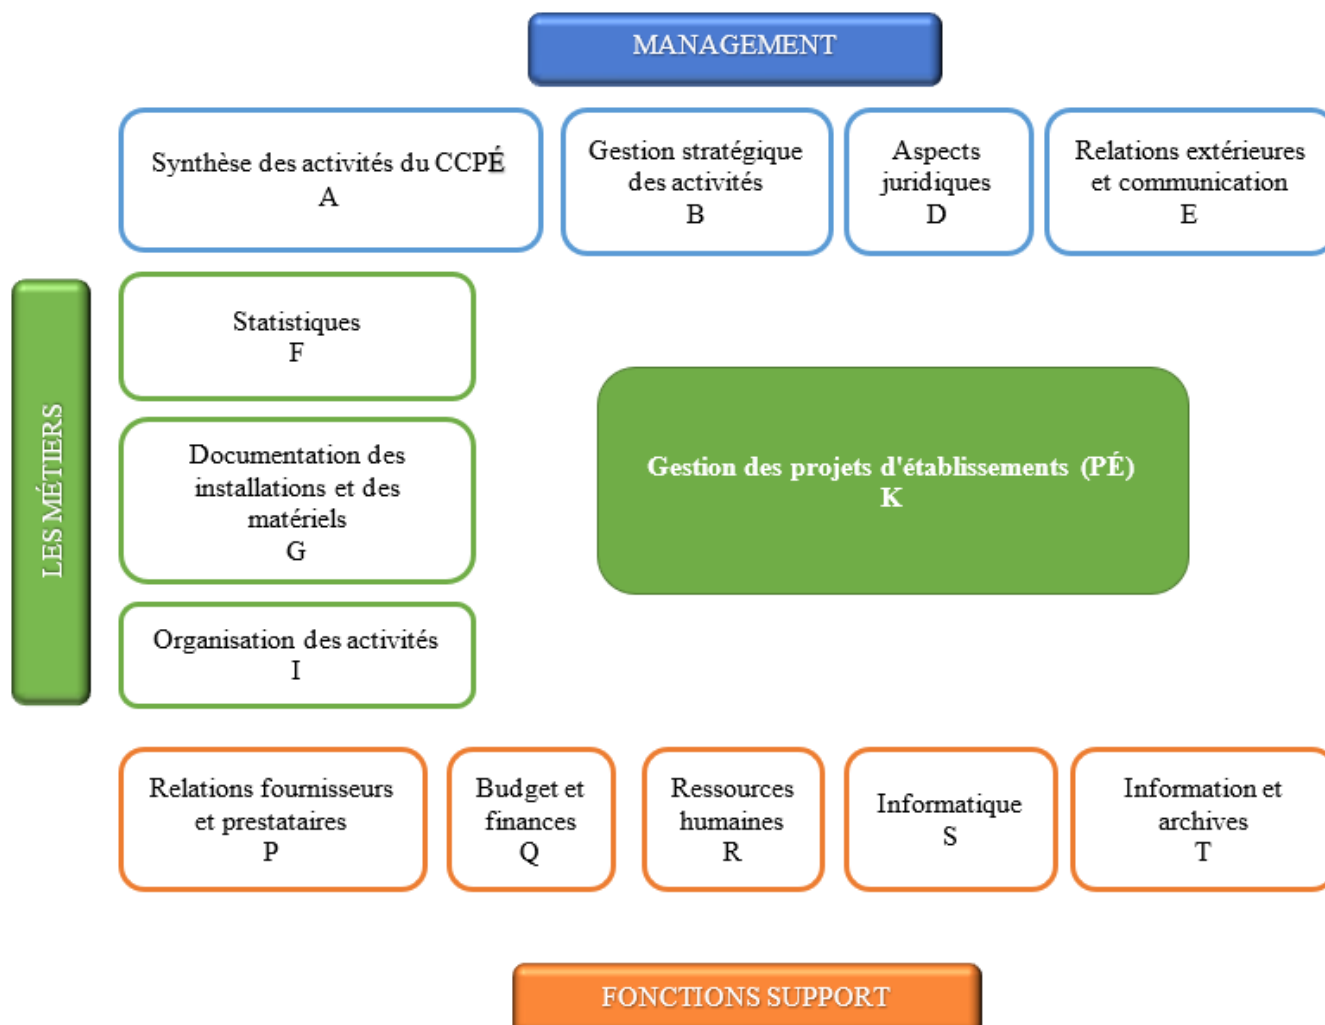 MANAGEMENT
Synthèse des activités du CCPÉ
A
Gestion stratégique
des activités
B
Aspects
juridiques
D
Relations extérieures
et communication
E
LES MÉTIERS
Statistiques
F
Documentation des
installations et des
matériels
G
Organisation des activités
I
Gestion des projets d'établissements (PÉ)
K
Relations fournisseurs
et prestataires
P
Budget et
finances
Q
Ressources
humaines
R
Informatique
S
Information et
archives
T
FONCTIONS SUPPORT